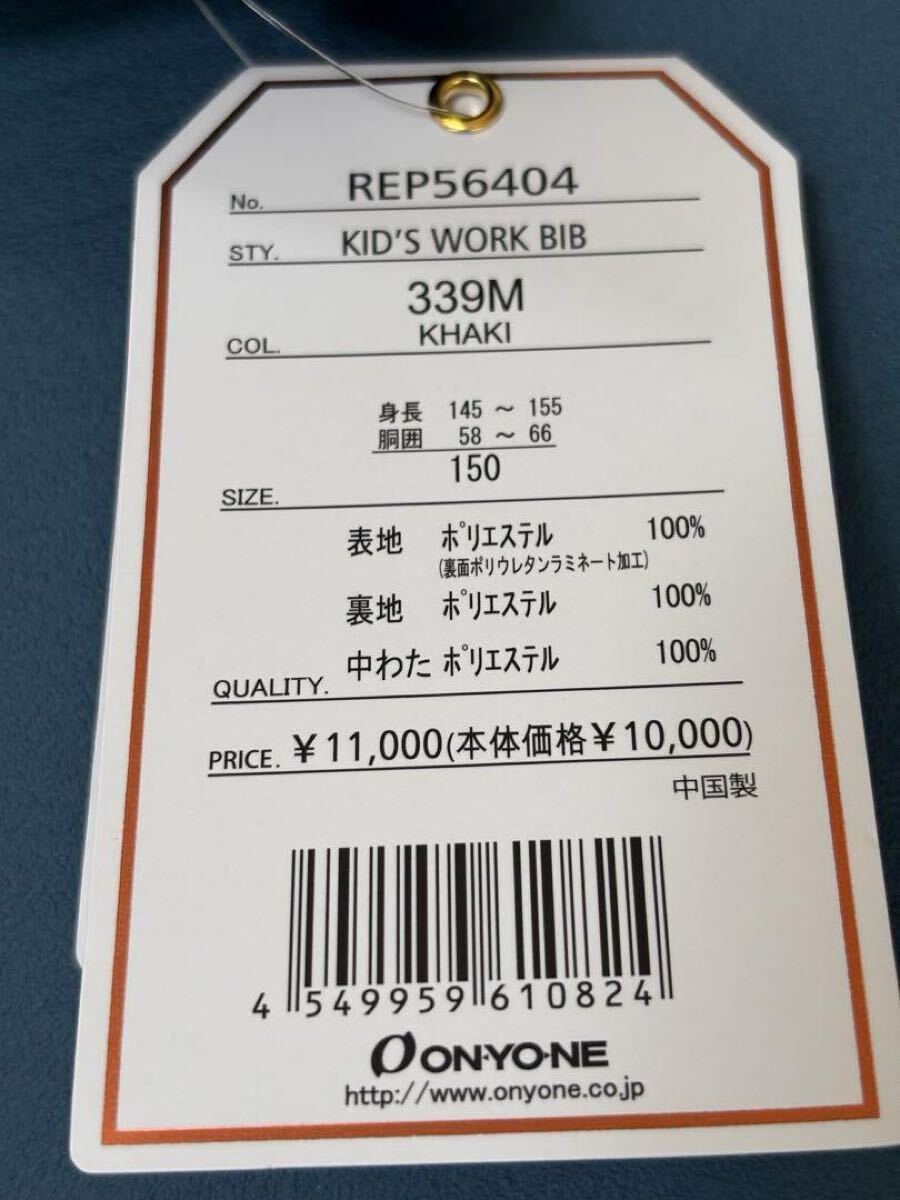 No. REP56404
STY. KID'S WORK BIB
339M
COL. KHAKI
身長 145 ～ 155
胴囲 58 ～ 66
150
SIZE.
表地 ﾎﾟﾘｴｽﾃﾙ 100%
(裏面ポリウレタンラミネート加工)
裏地 ﾎﾟﾘｴｽﾃﾙ 100%
中わた ﾎﾟﾘｴｽﾃﾙ 100%
QUALITY.
PRICE. ￥11,000(本体価格￥10,000)
中国製
4 549959 610824
ON•YO•NE
http://www.onyone.co.jp